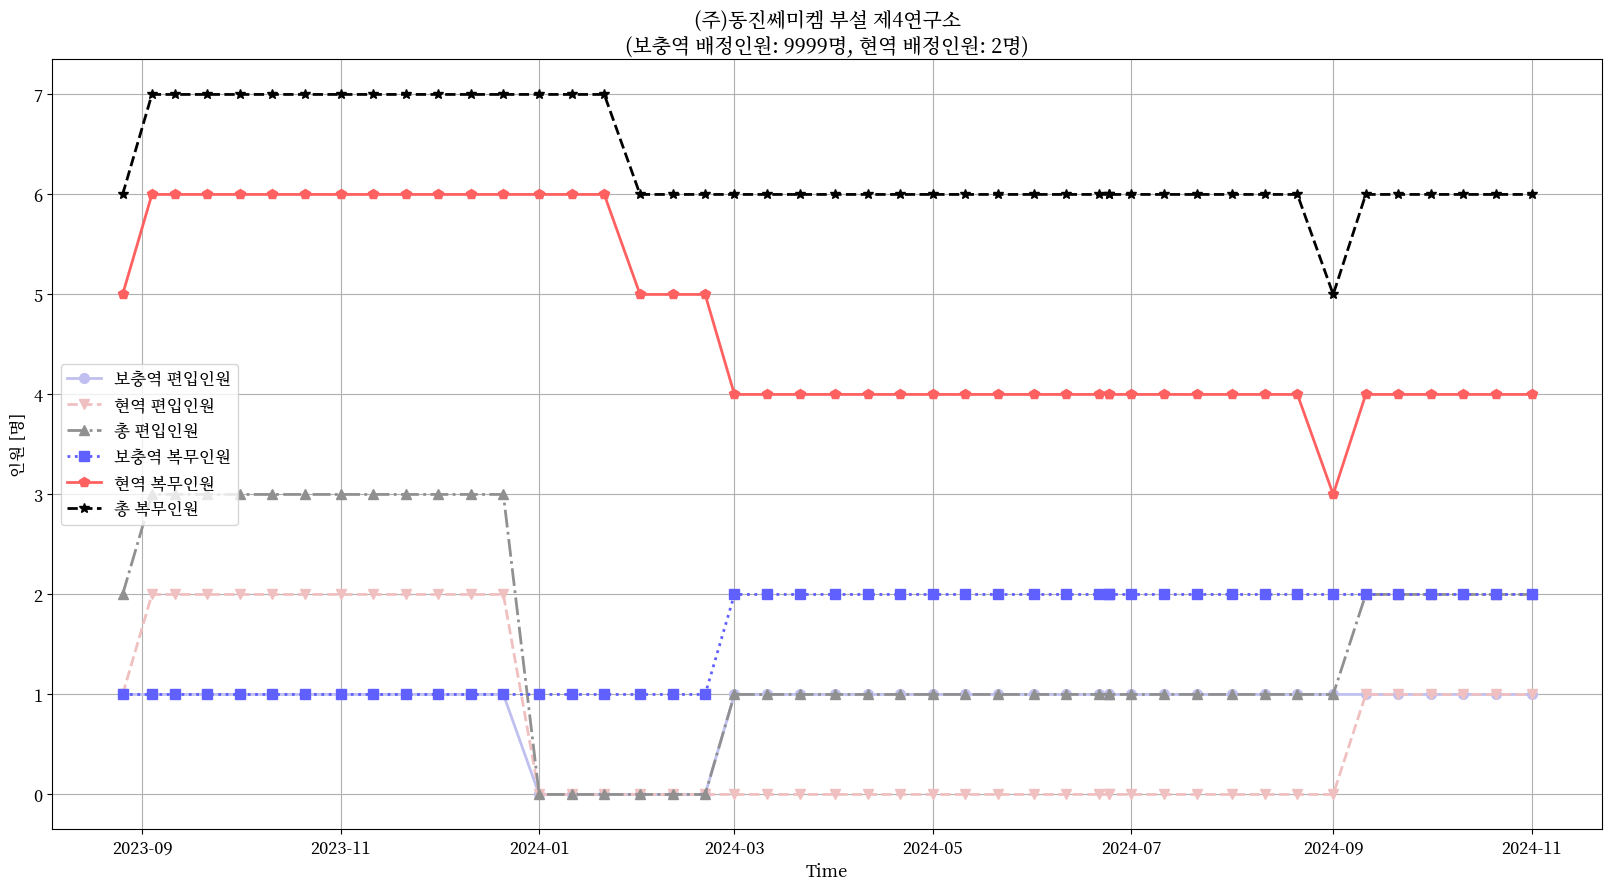 (주)동진쎄미켐 부설 제4연구소
(보충역 배정인원: 9999명, 현역 배정인원: 2명)
7
6
5
4
3
2
1
0
인원 [명]
보충역 편입인원
현역 편입인원
총 편입인원
보충역 복무인원
현역 복무인원
총 복무인원
2023-09 2023-11 2024-01 2024-03 2024-05 2024-07 2024-09 2024-11
Time